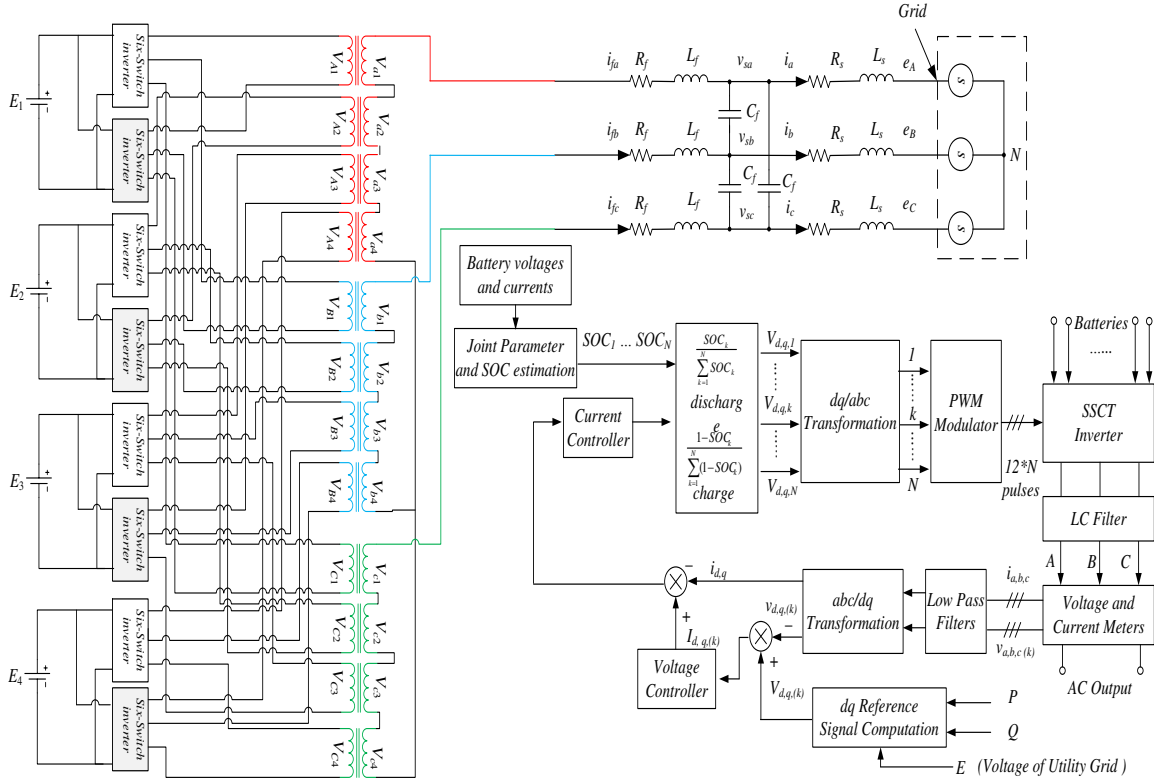 Grid
E1
Six-Switch
inverter
Six-Switch
inverter
E2
Six-Switch
inverter
Six-Switch
inverter
E3
Six-Switch
inverter
Six-Switch
inverter
E4
Six-Switch
inverter
Six-Switch
inverter
VA1 Va1
VA2 Va2
VA3 Va3
VA4 Va4
VB1 Vb1
VB2 Vb2
VB3 Vb3
VB4 Vb4
VC1 Vc1
VC2 Vc2
VC3 Vc3
VC4 Vc4
ifa Rf Lf vsa ia Rs Ls eA s
Cf
ifb Rf Lf vsb ib Rs Ls eB s N
Cf Cf
ifc Rf Lf vsc ic Rs Ls eC s
Battery voltages
and currents
Joint Parameter
and SOC estimation
SOC1 ... SOCN
Current
Controller
SOCk
N
∑ SOCk
k=1
discharg
e
1−SOCk
N
∑ (1−SOCk)
k=1
charge
Vd,q,1
Vd,q,k
Vd,q,N
dq/abc
Transformation
1
k
N
PWM
Modulator
12*N
pulses
Batteries
......
SSCT
Inverter
LC Filter
A B C
Voltage and
Current Meters
AC Output
ia,b,c
va,b,c (k)
Low Pass
Filters
abc/dq
Transformation
id,q
vd,q,(k)
−
+
Id, q,(k)
−
+
Vd,q,(k)
Voltage
Controller
dq Reference
Signal Computation
P
Q
E (Voltage of Utility Grid )